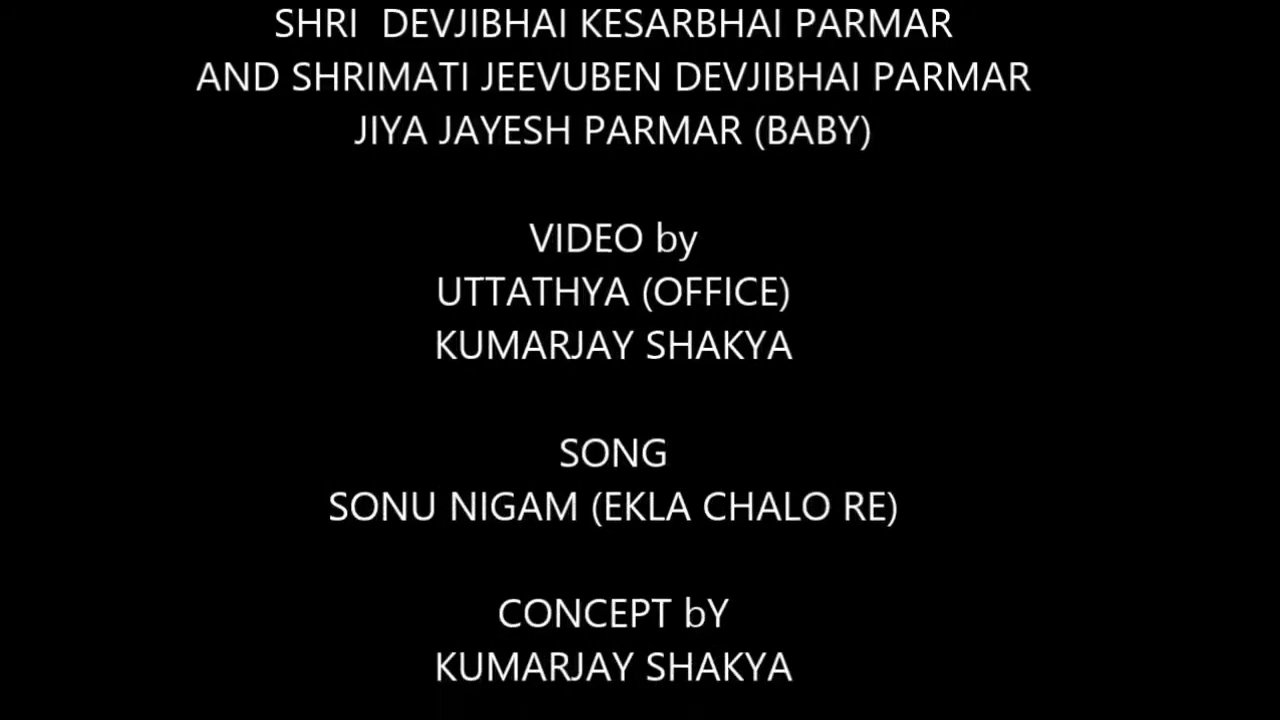 SHRI  DEVJIBHAI KESARBHAI PARMAR
AND SHRIMATI JEEVUBEN DEVJIBHAI PARMAR
JIYA JAYESH PARMAR (BABY)
VIDEO by
UTTATHYA (OFFICE)
KUMARJAY SHAKYA
SONG
SONU NIGAM (EKLA CHALO RE)
CONCEPT bY
KUMARJAY SHAKYA